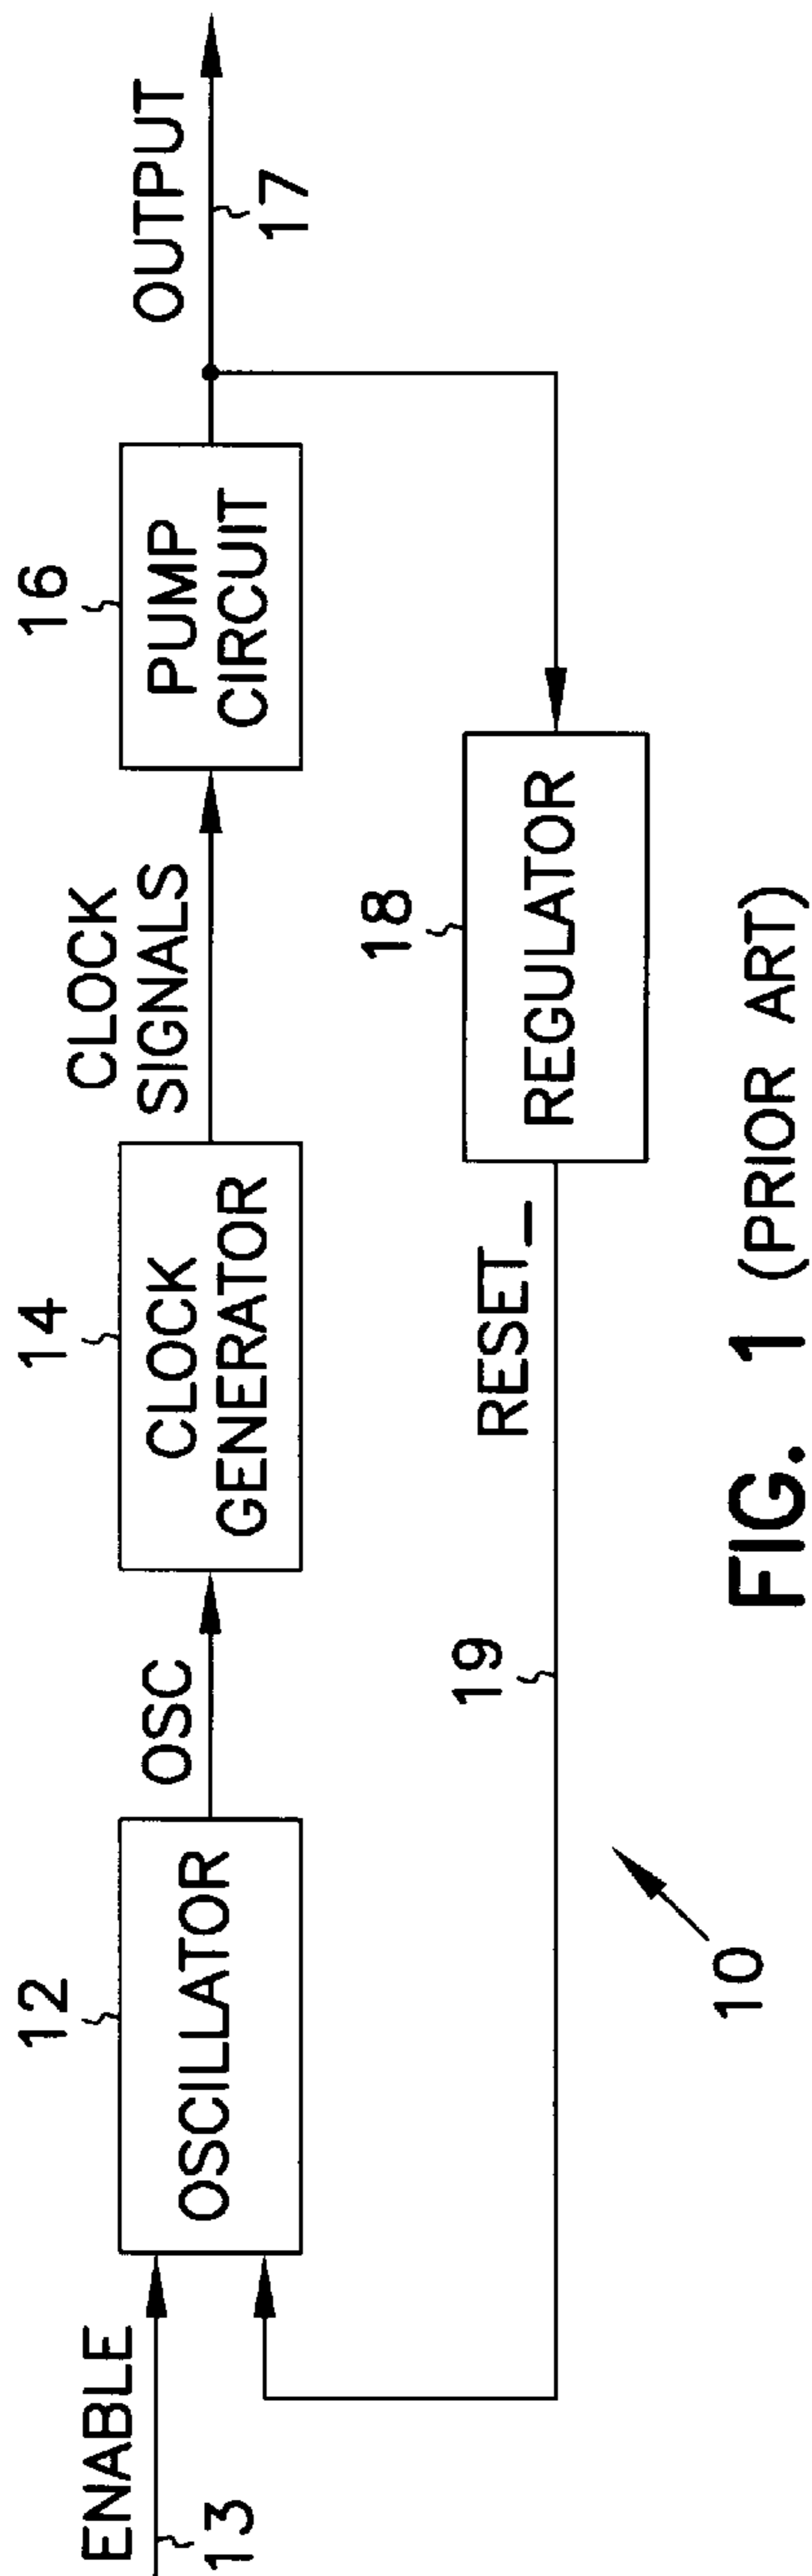 ENABLE
13
12
OSCILLATOR
OSC
14
CLOCK
GENERATOR
CLOCK
SIGNALS
16
PUMP
CIRCUIT
OUTPUT
17
18
REGULATOR
RESET_
19
10
FIG. 1 (PRIOR ART)